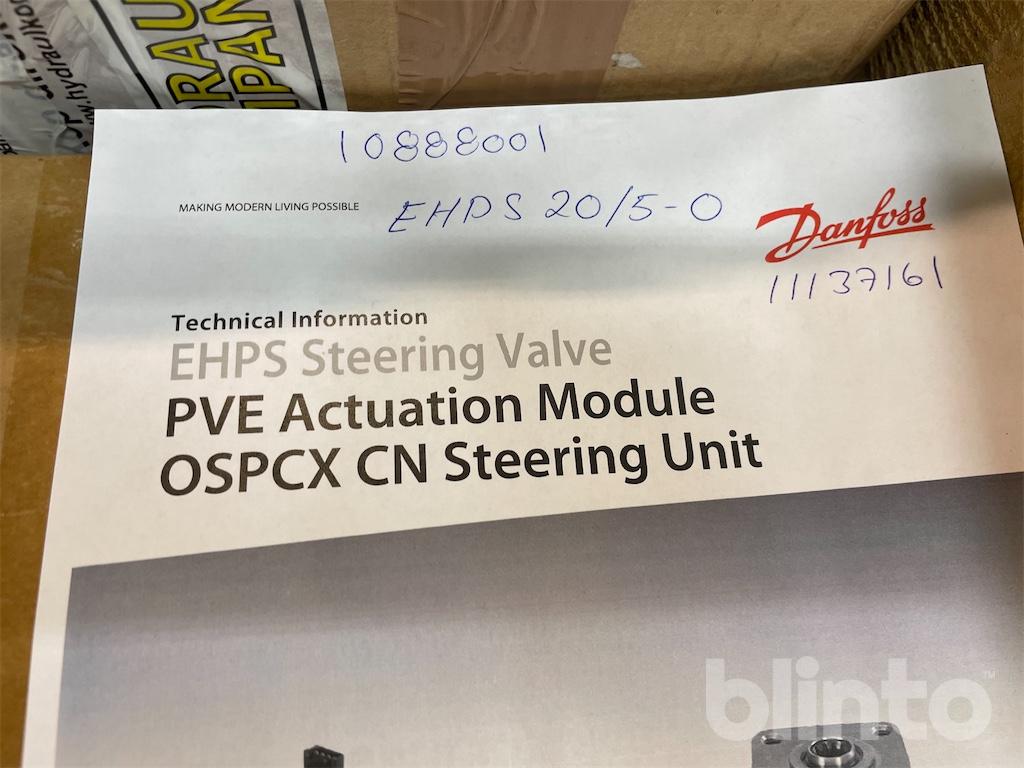 10888001
MAKING MODERN LIVING POSSIBLE
EHPS 20/5-0
Danfoss
11137161
Technical Information
EHPS Steering Valve
PVE Actuation Module
OSPCX CN Steering Unit
blinto™